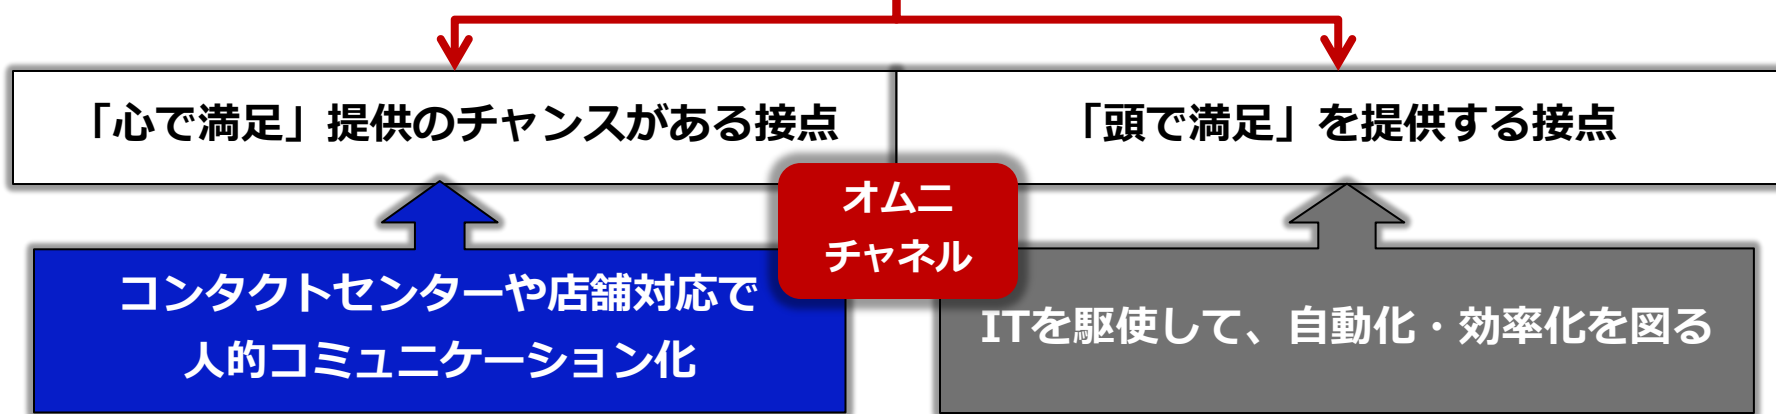 「心で満足」提供のチャンスがある接点
「頭で満足」を提供する接点
オムニ
チャネル
コンタクトセンターや店舗対応で
人的コミュニケーション化
ITを駆使して、自動化・効率化を図る